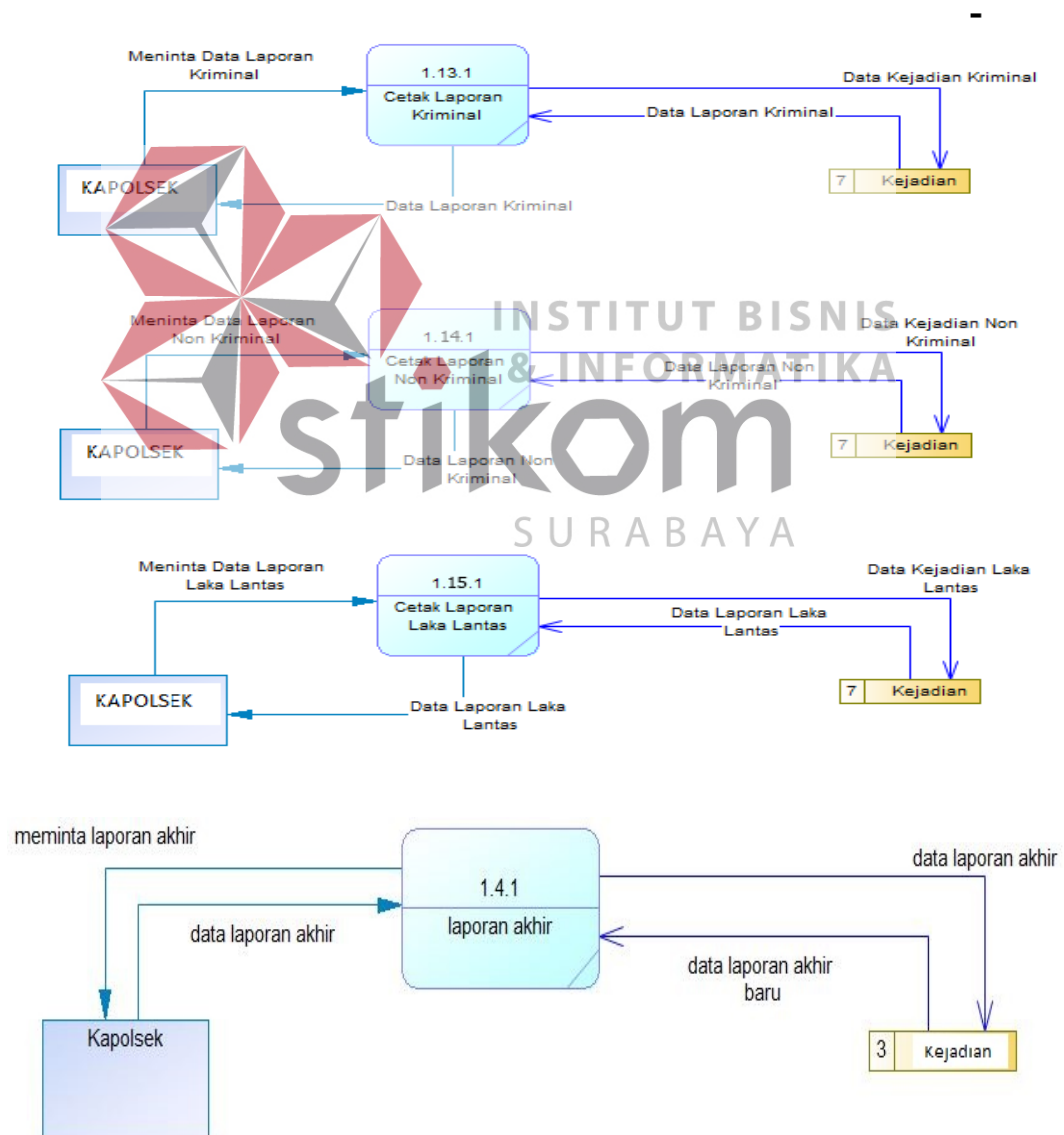 -
Meninta Data Laporan
Kriminal
1.13.1
Cetak Laporan
Kriminal
Data Kejadian Kriminal
Data Laporan Kriminal
KAPOLSEK
7 Kejadian
Data Laporan Kriminal
INSTITUT BISNIS
& INFORMATIKA
stikom
SURABAYA
Meninta Data Laporan
Non Kriminal
1.14.1
Cetak Laporan
Non Kriminal
Data Kejadian Non
Kriminal
Data Laporan Non
Kriminal
KAPOLSEK
7 Kejadian
Data Laporan Non
Kriminal
Meninta Data Laporan
Laka Lantas
1.15.1
Cetak Laporan
Laka Lantas
Data Kejadian Laka
Lantas
Data Laporan Laka
Lantas
KAPOLSEK
7 Kejadian
Data Laporan Laka
Lantas
meminta laporan akhir
1.4.1
laporan akhir
data laporan akhir
data laporan akhir
data laporan akhir
baru
Kapolsek
3 Kejadian